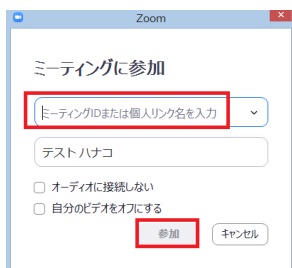 Zoom
ミーティングに参加
ミーティングIDまたは個人リンク名を入力
テスト ハナコ
オーディオに接続しない
自分のビデオをオフにする
参加 キャンセル